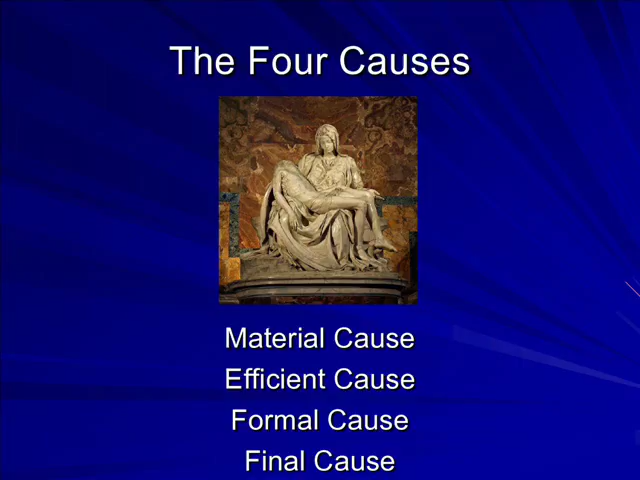 The Four Causes
Material Cause
Efficient Cause
Formal Cause
Final Cause